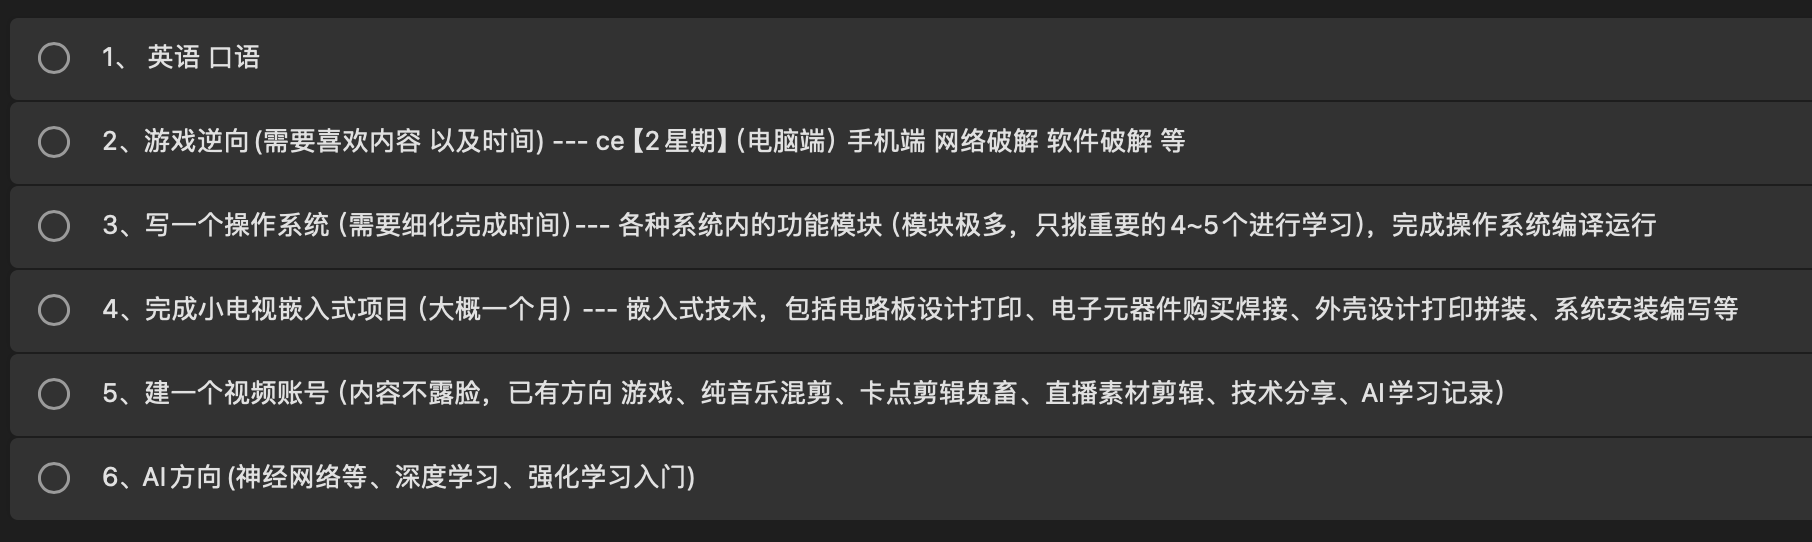 1、 英语 口语
2、游戏逆向(需要喜欢内容 以及时间) --- ce【2星期】（电脑端）手机端 网络破解 软件破解 等
3、写一个操作系统（需要细化完成时间）--- 各种系统内的功能模块（模块极多，只挑重要的4~5个进行学习），完成操作系统编译运行
4、完成小电视嵌入式项目（大概一个月）--- 嵌入式技术，包括电路板设计打印、电子元器件购买焊接、外壳设计打印拼装、系统安装编写等
5、建一个视频账号（内容不露脸，已有方向 游戏、纯音乐混剪、卡点剪辑鬼畜、直播素材剪辑、技术分享、AI学习记录）
6、AI方向(神经网络等、深度学习、强化学习入门)